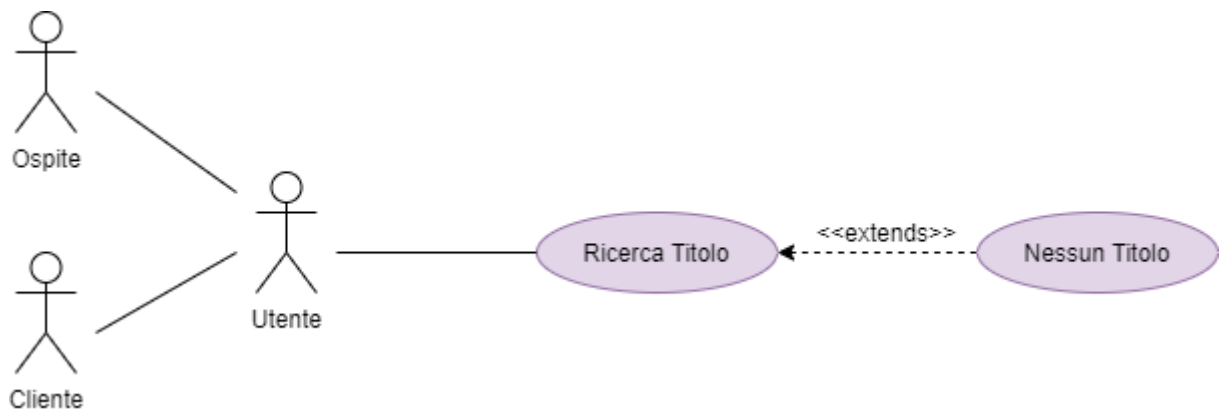 Ospite
Cliente
Utente
Ricerca Titolo
<<extends>>
Nessun Titolo